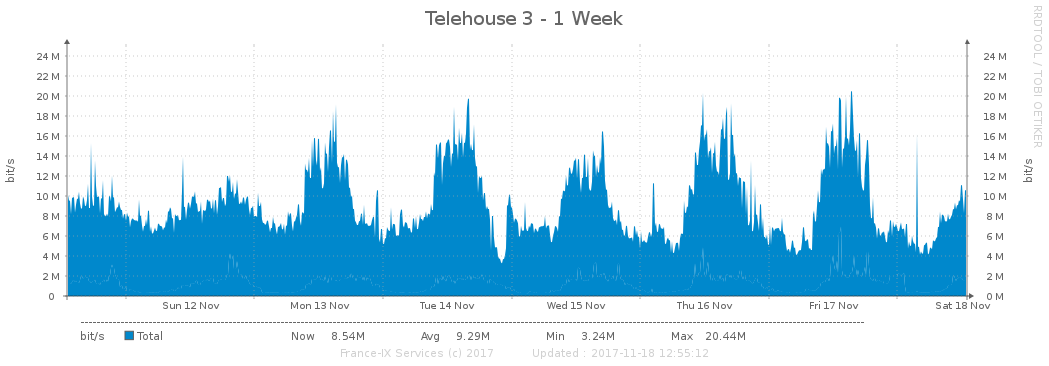 Telehouse 3 - 1 Week
RRDTOOL / TOBI OETIKER
bit/s
24 M 24 M
22 M 22 M
20 M 20 M
18 M 18 M
16 M 16 M
14 M 14 M
12 M 12 M
10 M 10 M
8 M 8 M
6 M 6 M
4 M 4 M
2 M 2 M
0 0 M
bit/s
Sun 12 Nov Mon 13 Nov Tue 14 Nov Wed 15 Nov Thu 16 Nov Fri 17 Nov Sat 18 Nov
bit/s Total Now 8.54M Avg 9.29M Min 3.24M Max 20.44M
France-IX Services (c) 2017 Updated : 2017-11-18 12:55:12